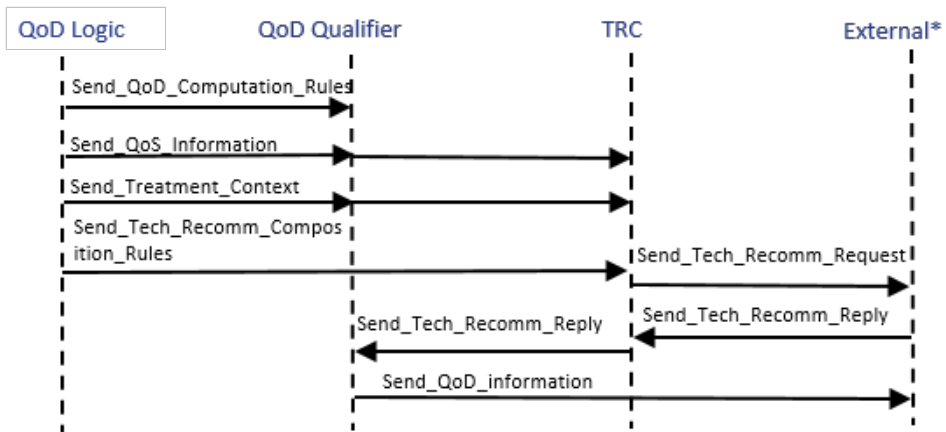 QoD Logic
QoD Qualifier
TRC
External*
Send_QoD_Computation_Rules
Send_QoS_Information
Send_Treatment_Context
Send_Tech_Recomm_Compos
ition_Rules
Send_Tech_Recomm_Request
Send_Tech_Recomm_Reply
Send_Tech_Recomm_Reply
Send_QoD_information